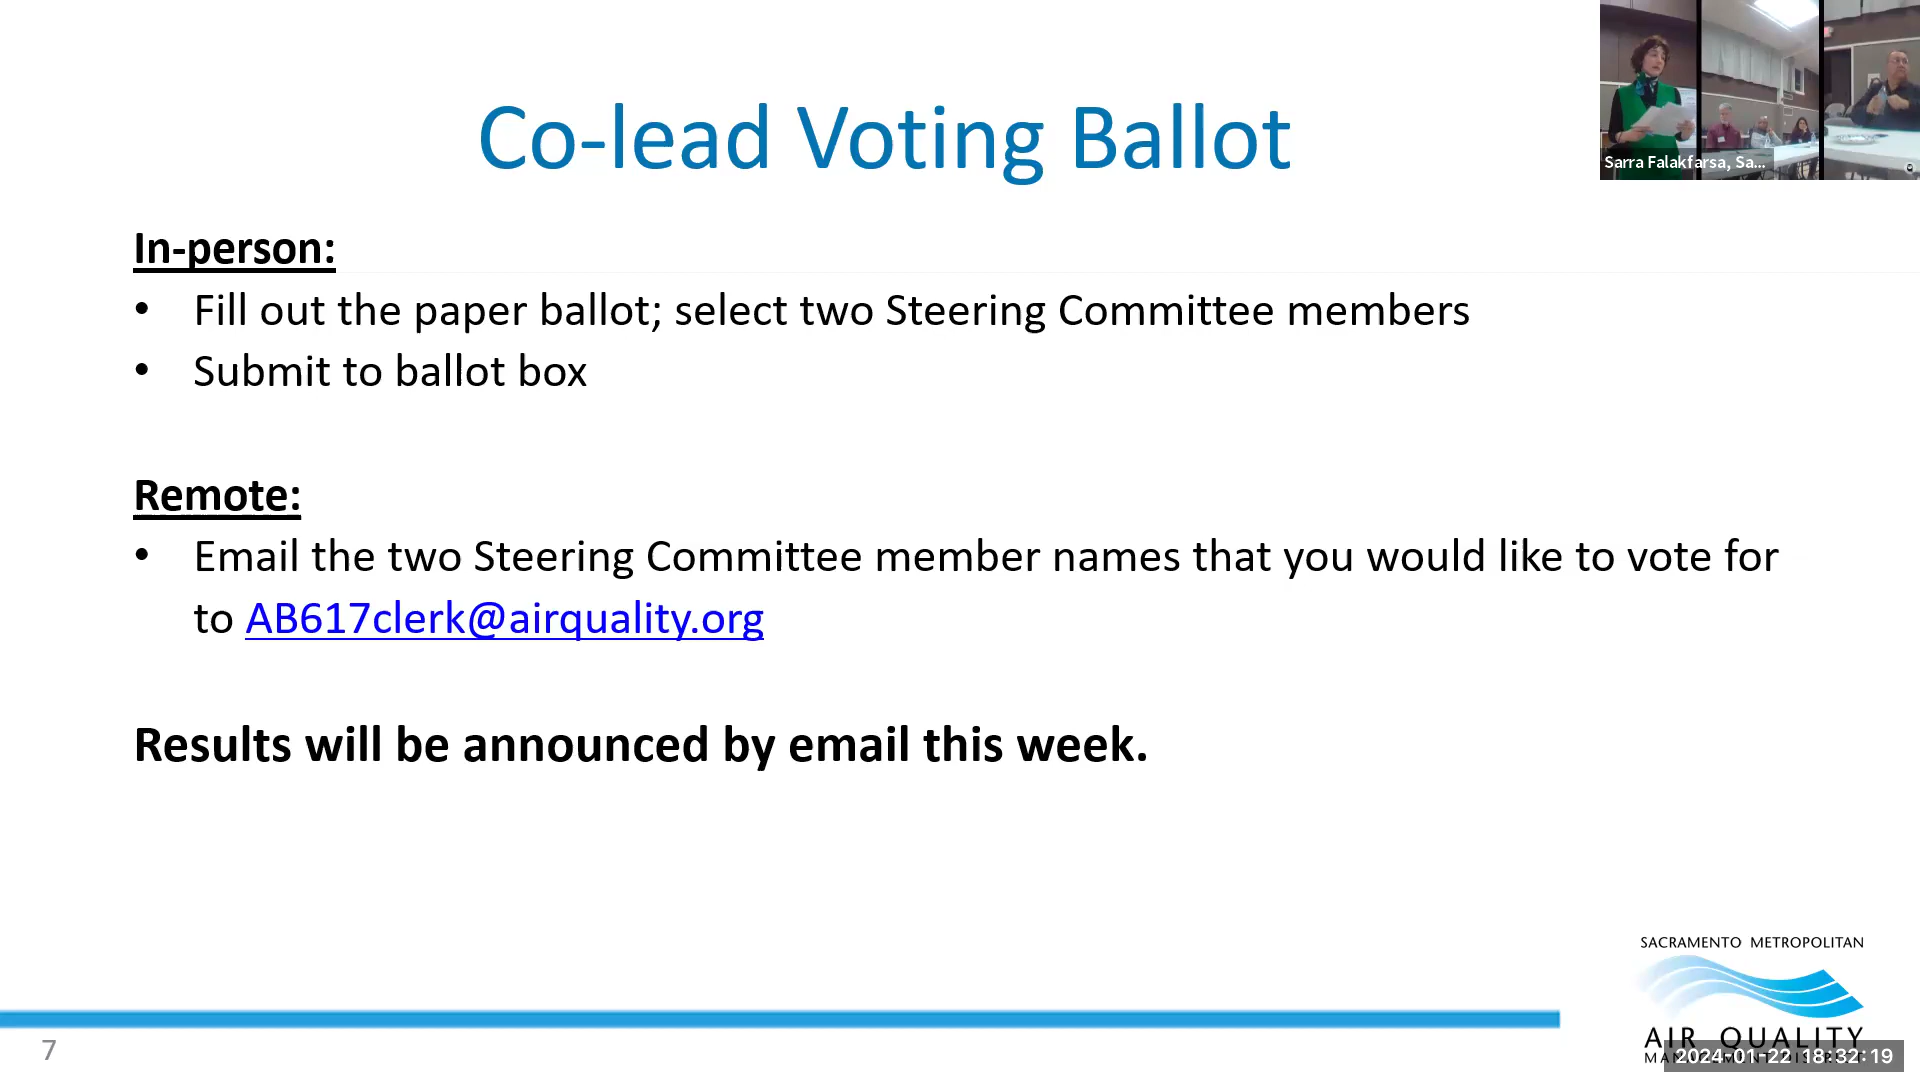 Co-lead Voting Ballot
Sarra Falakfarsa, Sa...
In-person:
• Fill out the paper ballot; select two Steering Committee members
• Submit to ballot box
Remote:
• Email the two Steering Committee member names that you would like to vote for
to AB617clerk@airquality.org
Results will be announced by email this week.
SACRAMENTO METROPOLITAN
AIR QUALITY
2024-01-22 18:32:19
7